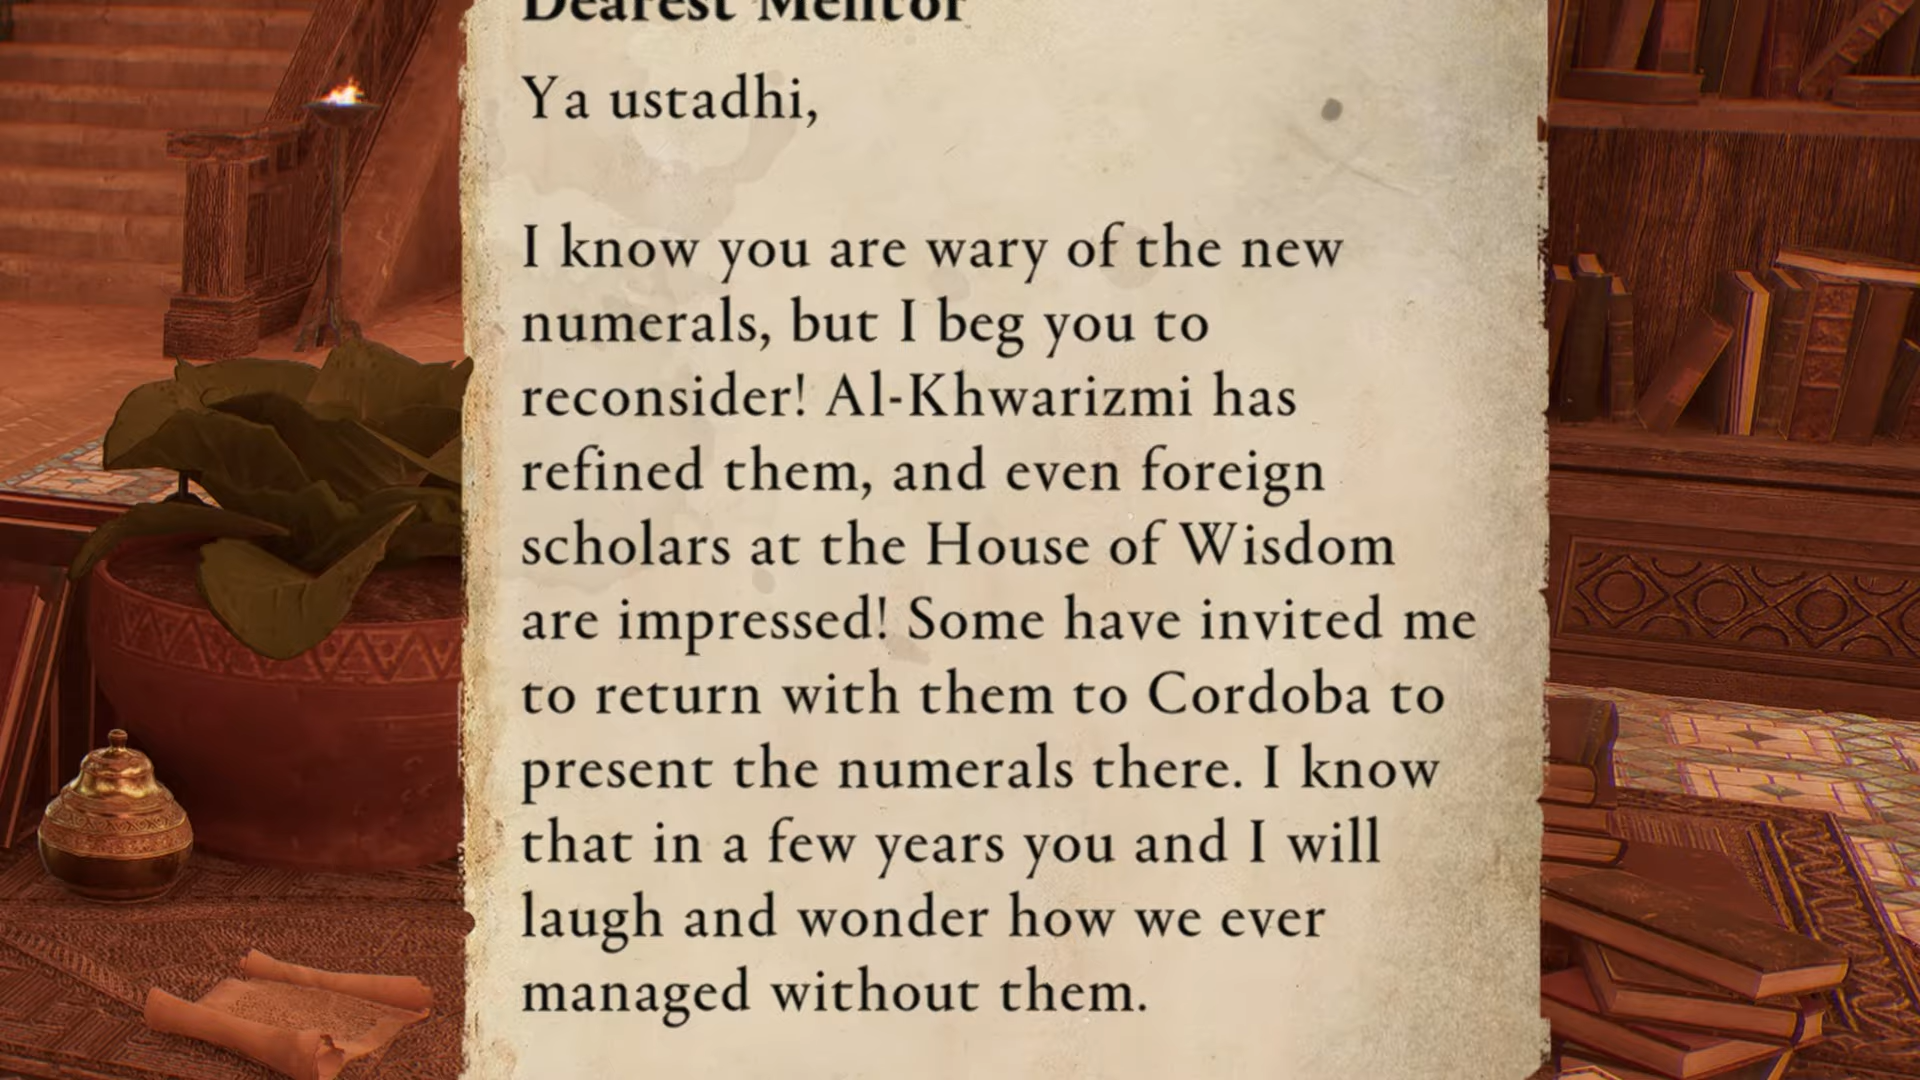 Dearest Mentor
Ya ustadhi,
I know you are wary of the new
numerals, but I beg you to
reconsider! Al-Khwarizmi has
refined them, and even foreign
scholars at the House of Wisdom
are impressed! Some have invited me
to return with them to Cordoba to
present the numerals there. I know
that in a few years you and I will
laugh and wonder how we ever
managed without them.